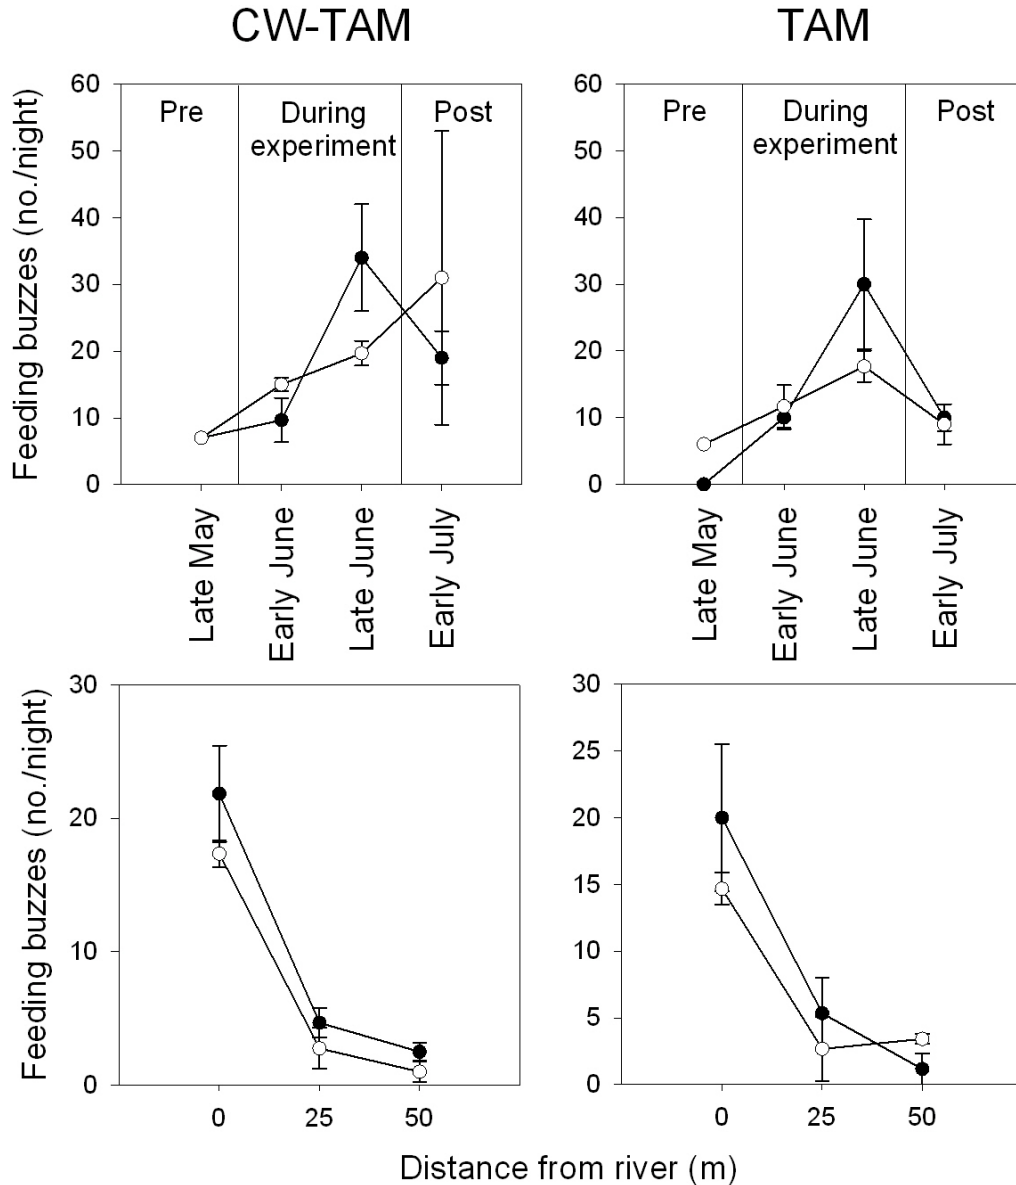 CW-TAM
TAM
Feeding buzzes (no./night)
60
50
40
30
20
10
0
Pre
During
experiment
Post
Late May
Early June
Late June
Early July
60
50
40
30
20
10
0
Pre
During
experiment
Post
Late May
Early June
Late June
Early July
Feeding buzzes (no./night)
30
20
10
0
0
25
50
30
25
20
15
10
5
0
0
25
50
Distance from river (m)